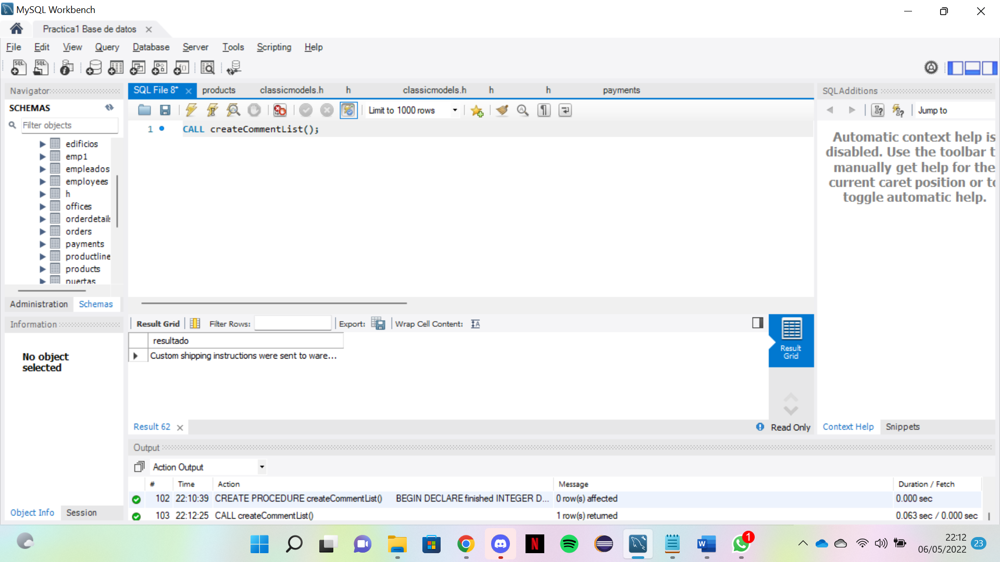 MySQL Workbench
Practica1 Base de datos
File Edit View Query Database Server Tools Scripting Help
Navigator
SCHEMAS
Filter objects
edificios
emp1
empleados
employees
h
offices
orderdetails
orders
payments
productline
products
puertas
Administration Schemas
Information
No object
selected
Object Info Session
SQL File 8* products classicmodels.h h classicmodels.h h h payments
Limit to 1000 rows
1 CALL createCommentList();
Result Grid Filter Rows: Export: Wrap Cell Content:
resultado
Custom shipping instructions were sent to ware...
Result
Grid
Result 62
Read Only
SQLAdditions
Jump to
Automatic context help is
disabled. Use the toolbar t
manually get help for the
current caret position or to
toggle automatic help.
Context Help Snippets
Output
Action Output
# Time Action Message Duration / Fetch
102 22:10:39 CREATE PROCEDURE createCommentList() BEGIN DECLARE finished INTEGER D... 0 row(s) affected 0.000 sec
103 22:12:25 CALL createCommentList() 1 row(s) returned 0.063 sec / 0.000 sec
1
22:12
06/05/2022
23